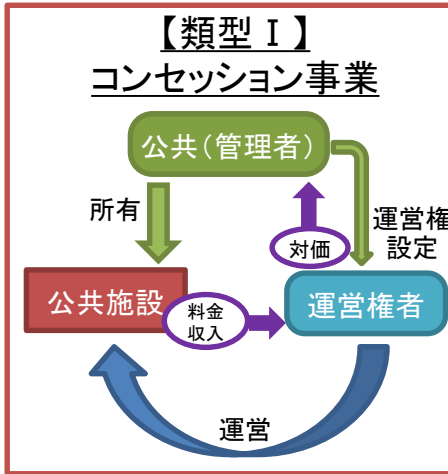 【類型Ⅰ】
コンセッション事業
公共(管理者)
所有
運営権
設定
対価
公共施設
料金
収入
運営権者
運営